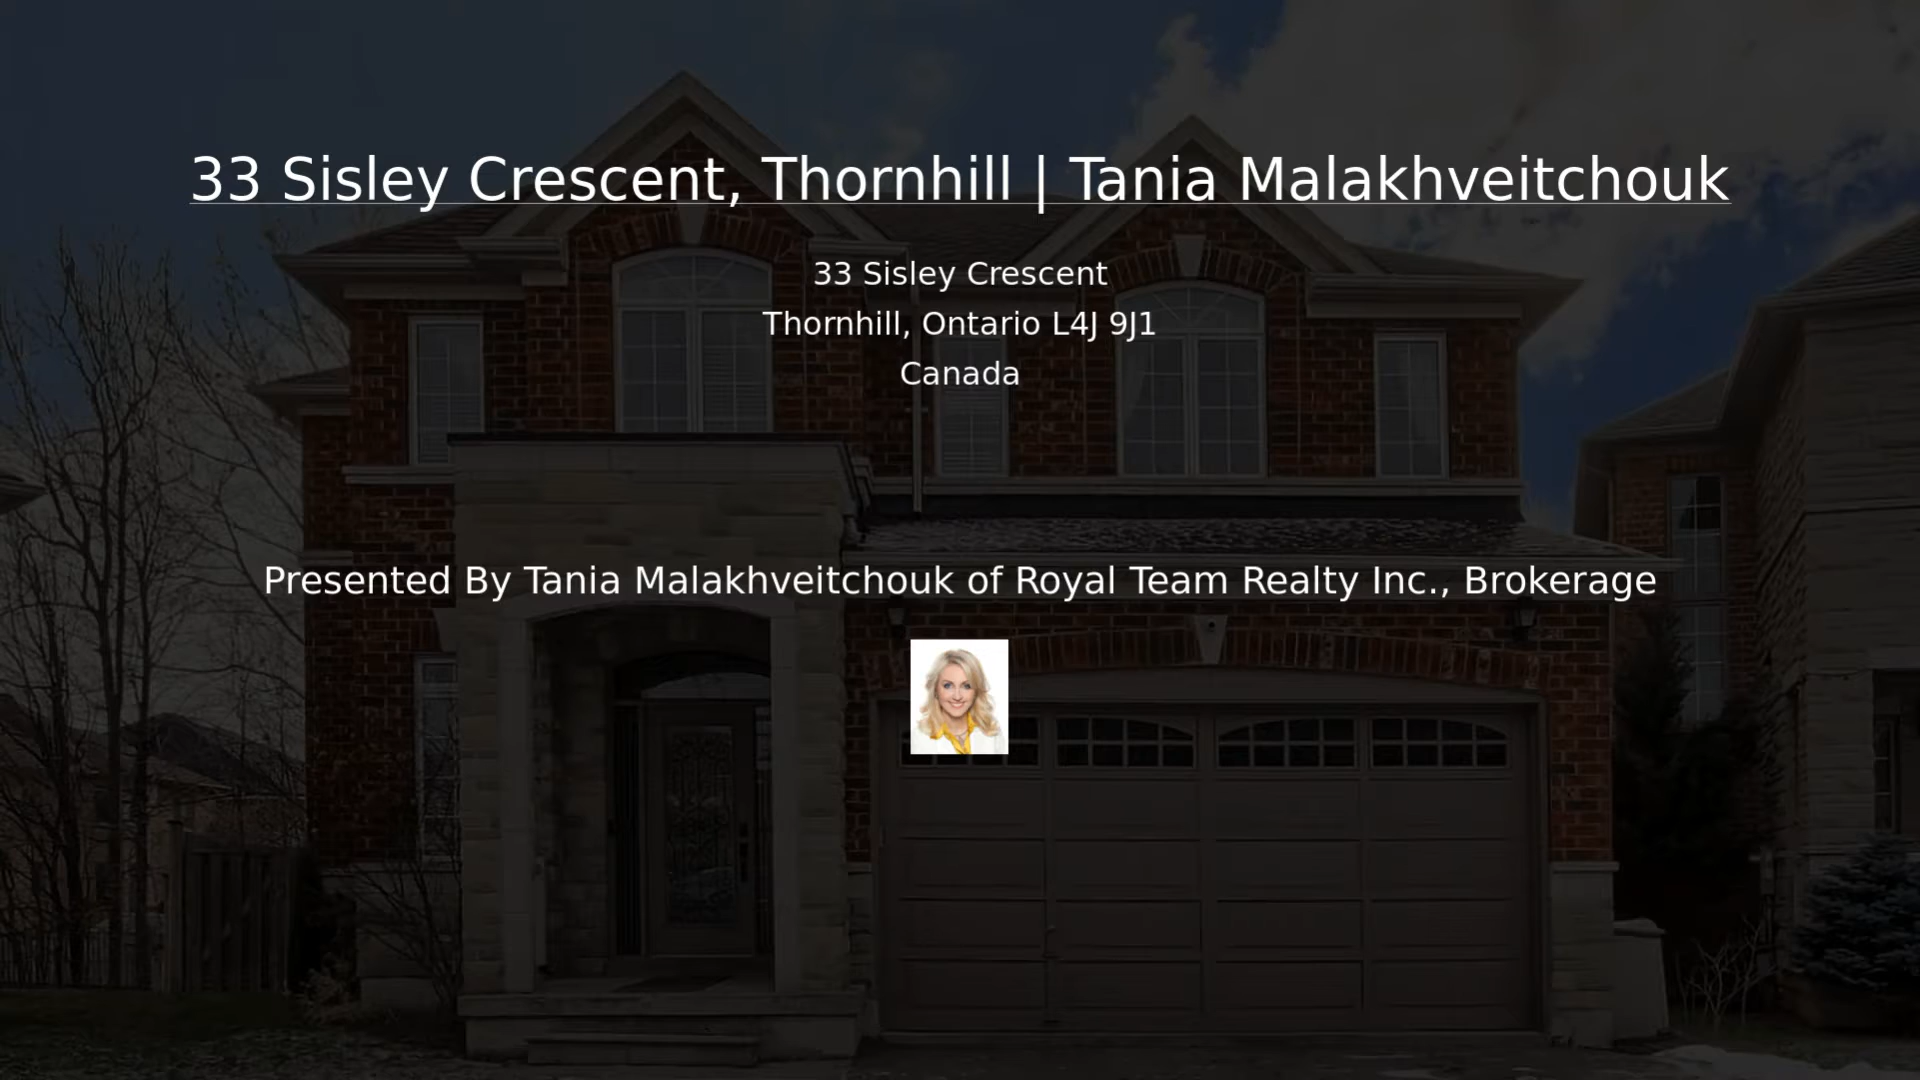 33 Sisley Crescent, Thornhill | Tania Malakhveitchouk
33 Sisley Crescent
Thornhill, Ontario L4J 9J1
Canada
Presented By Tania Malakhveitchouk of Royal Team Realty Inc., Brokerage